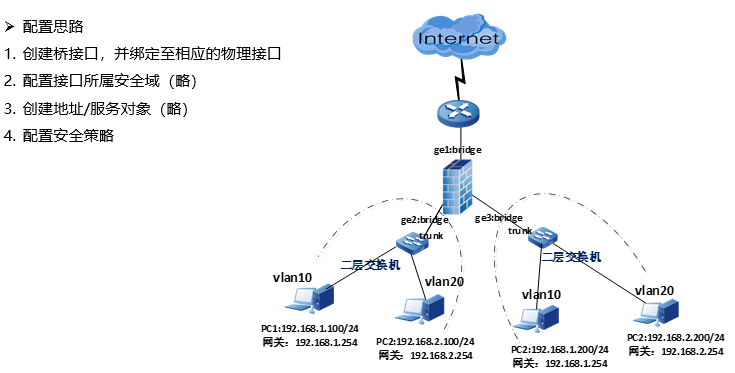 ➢ 配置思路
1. 创建桥接口，并绑定至相应的物理接口
2. 配置接口所属安全域（略）
3. 创建地址/服务对象（略）
4. 配置安全策略
Internet
ge1:bridge
ge2:bridge
trunk
ge3:bridge
trunk
二层交换机
二层交换机
vlan10
vlan20
vlan10
vlan20
PC1:192.168.1.100/24
网关：192.168.1.254
PC2:192.168.2.100/24
网关：192.168.2.254
PC2:192.168.1.200/24
网关：192.168.1.254
PC2:192.168.2.200/24
网关：192.168.2.254